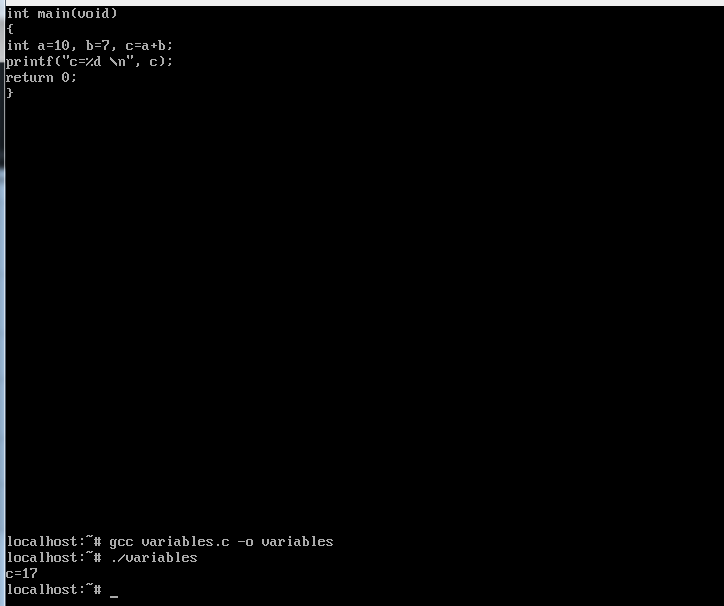 int main(void)
{
int a=10, b=7, c=a+b;
printf("c=%d \n", c);
return 0;
}
localhost:~# gcc variables.c -o variables
localhost:~# ./variables
c=17
localhost:~# _